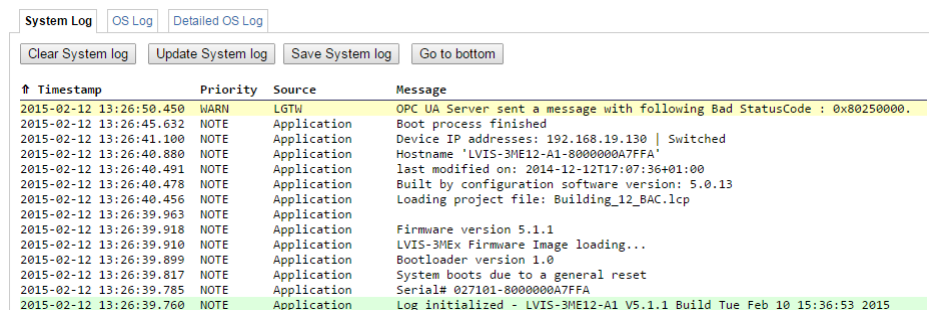 System Log OS Log Detailed OS Log
Clear System log Update System log Save System log Go to bottom
⇑ Timestamp Priority Source Message
2015-02-12 13:26:50.450 WARN LGTW OPC UA Server sent a message with following Bad StatusCode : 0x80250000.
2015-02-12 13:26:45.632 NOTE Application Boot process finished
2015-02-12 13:26:41.100 NOTE Application Device IP addresses: 192.168.19.130 | Switched
2015-02-12 13:26:40.880 NOTE Application Hostname 'LVIS-3ME12-A1-8000000A7FFA'
2015-02-12 13:26:40.491 NOTE Application last modified on: 2014-12-12T17:07:36+01:00
2015-02-12 13:26:40.478 NOTE Application Built by configuration software version: 5.0.13
2015-02-12 13:26:40.456 NOTE Application Loading project file: Building_12_BAC.lcp
2015-02-12 13:26:39.963 NOTE Application
2015-02-12 13:26:39.918 NOTE Application Firmware version 5.1.1
2015-02-12 13:26:39.910 NOTE Application LVIS-3MEx Firmware Image loading...
2015-02-12 13:26:39.899 NOTE Application Bootloader version 1.0
2015-02-12 13:26:39.817 NOTE Application System boots due to a general reset
2015-02-12 13:26:39.785 NOTE Application Serial# 027101-8000000A7FFA
2015-02-12 13:26:39.760 NOTE Application Log initialized - LVIS-3ME12-A1 V5.1.1 Build Tue Feb 10 15:36:53 2015